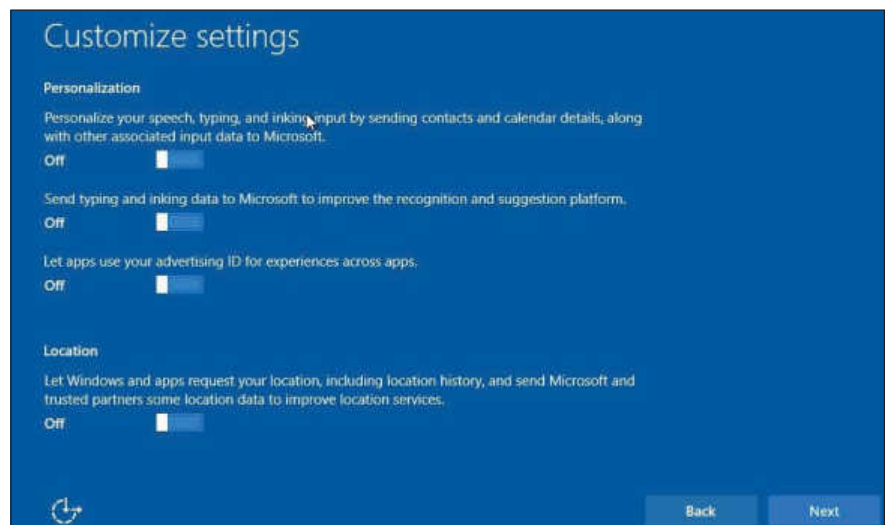 Customize settings
Personalization
Personalize your speech, typing, and inking input by sending contacts and calendar details, along
with other associated input data to Microsoft.
Off
Send typing and inking data to Microsoft to improve the recognition and suggestion platform.
Off
Let apps use your advertising ID for experiences across apps.
Off
Location
Let Windows and apps request your location, including location history, and send Microsoft and
trusted partners some location data to improve location services.
Off
Back Next